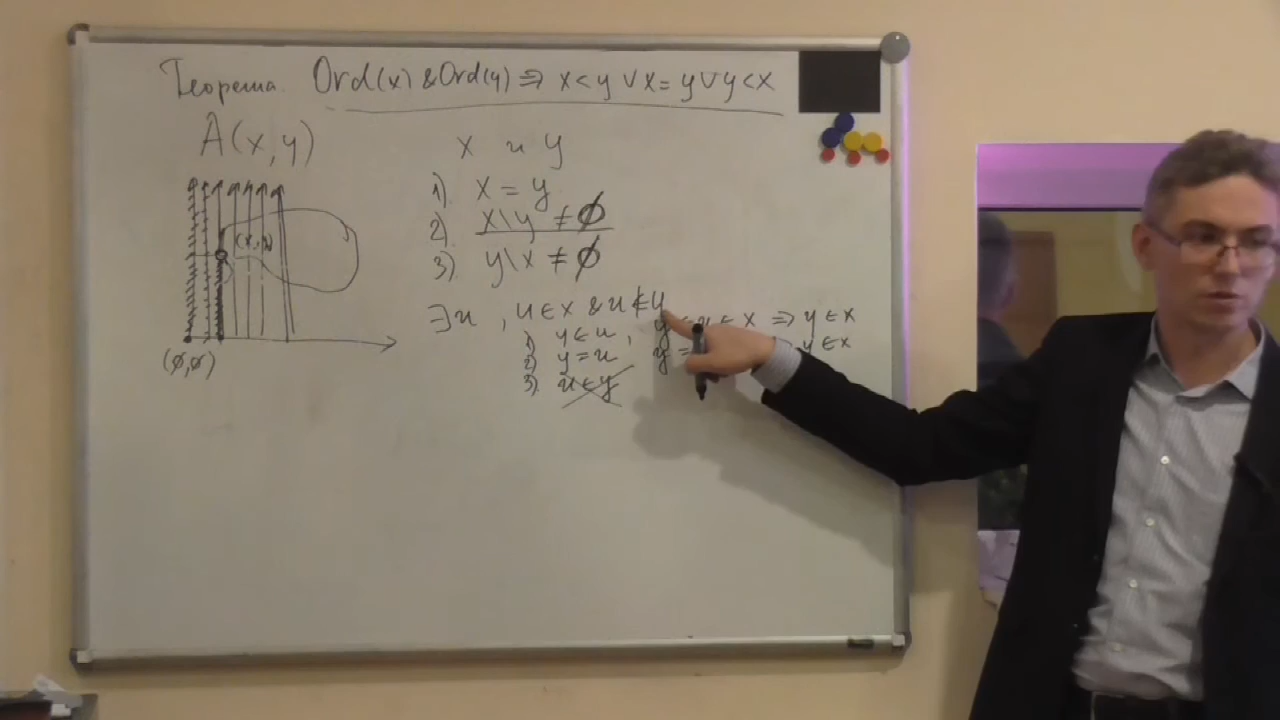 Теорема. Ord(x) & Ord(y) ⇒ x < y ∨ x = y ∨ y < x
Â(x, y)
x и y
1) x = y
2) x\y ≠ ∅
3) y\x ≠ ∅
∃u , u ∈ x & u ∉ y
1) y ∈ u , y ∈ u ∈ x ⇒ y ∈ x
2) y = u y = y ∈ x
3) u ∈ y
(∅,∅)